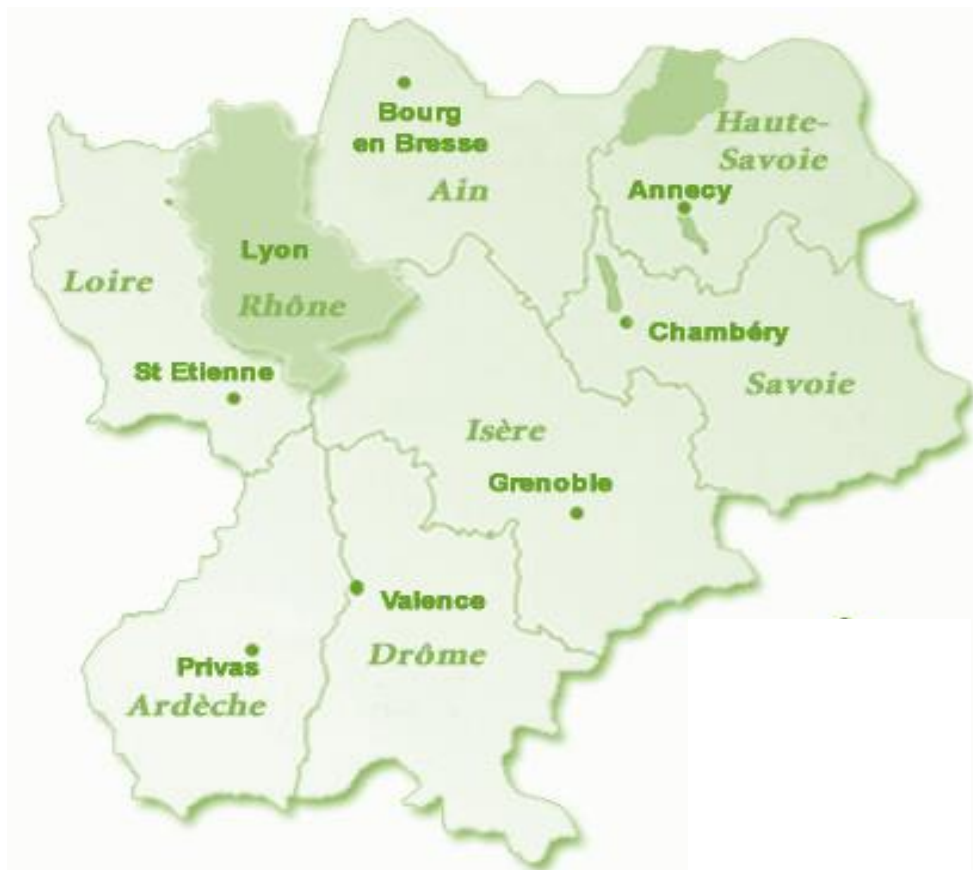 Bourg
en Bresse
Ain
Haute-
Savoie
Annecy
Lyon
Rhône
Loire
St Etienne
Chambéry
Savoie
Isère
Grenoble
Valence
Drôme
Privas
Ardèche